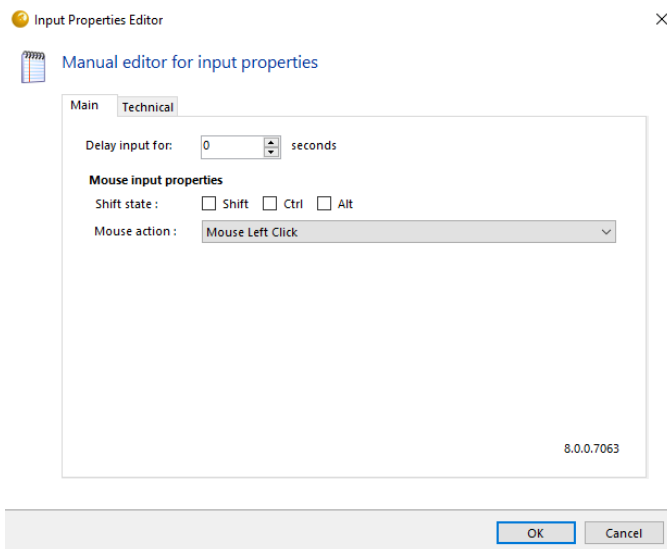 Input Properties Editor
Manual editor for input properties
Main Technical
Delay input for: 0 seconds
Mouse input properties
Shift state : Shift Ctrl Alt
Mouse action : Mouse Left Click
8.0.0.7063
OK Cancel